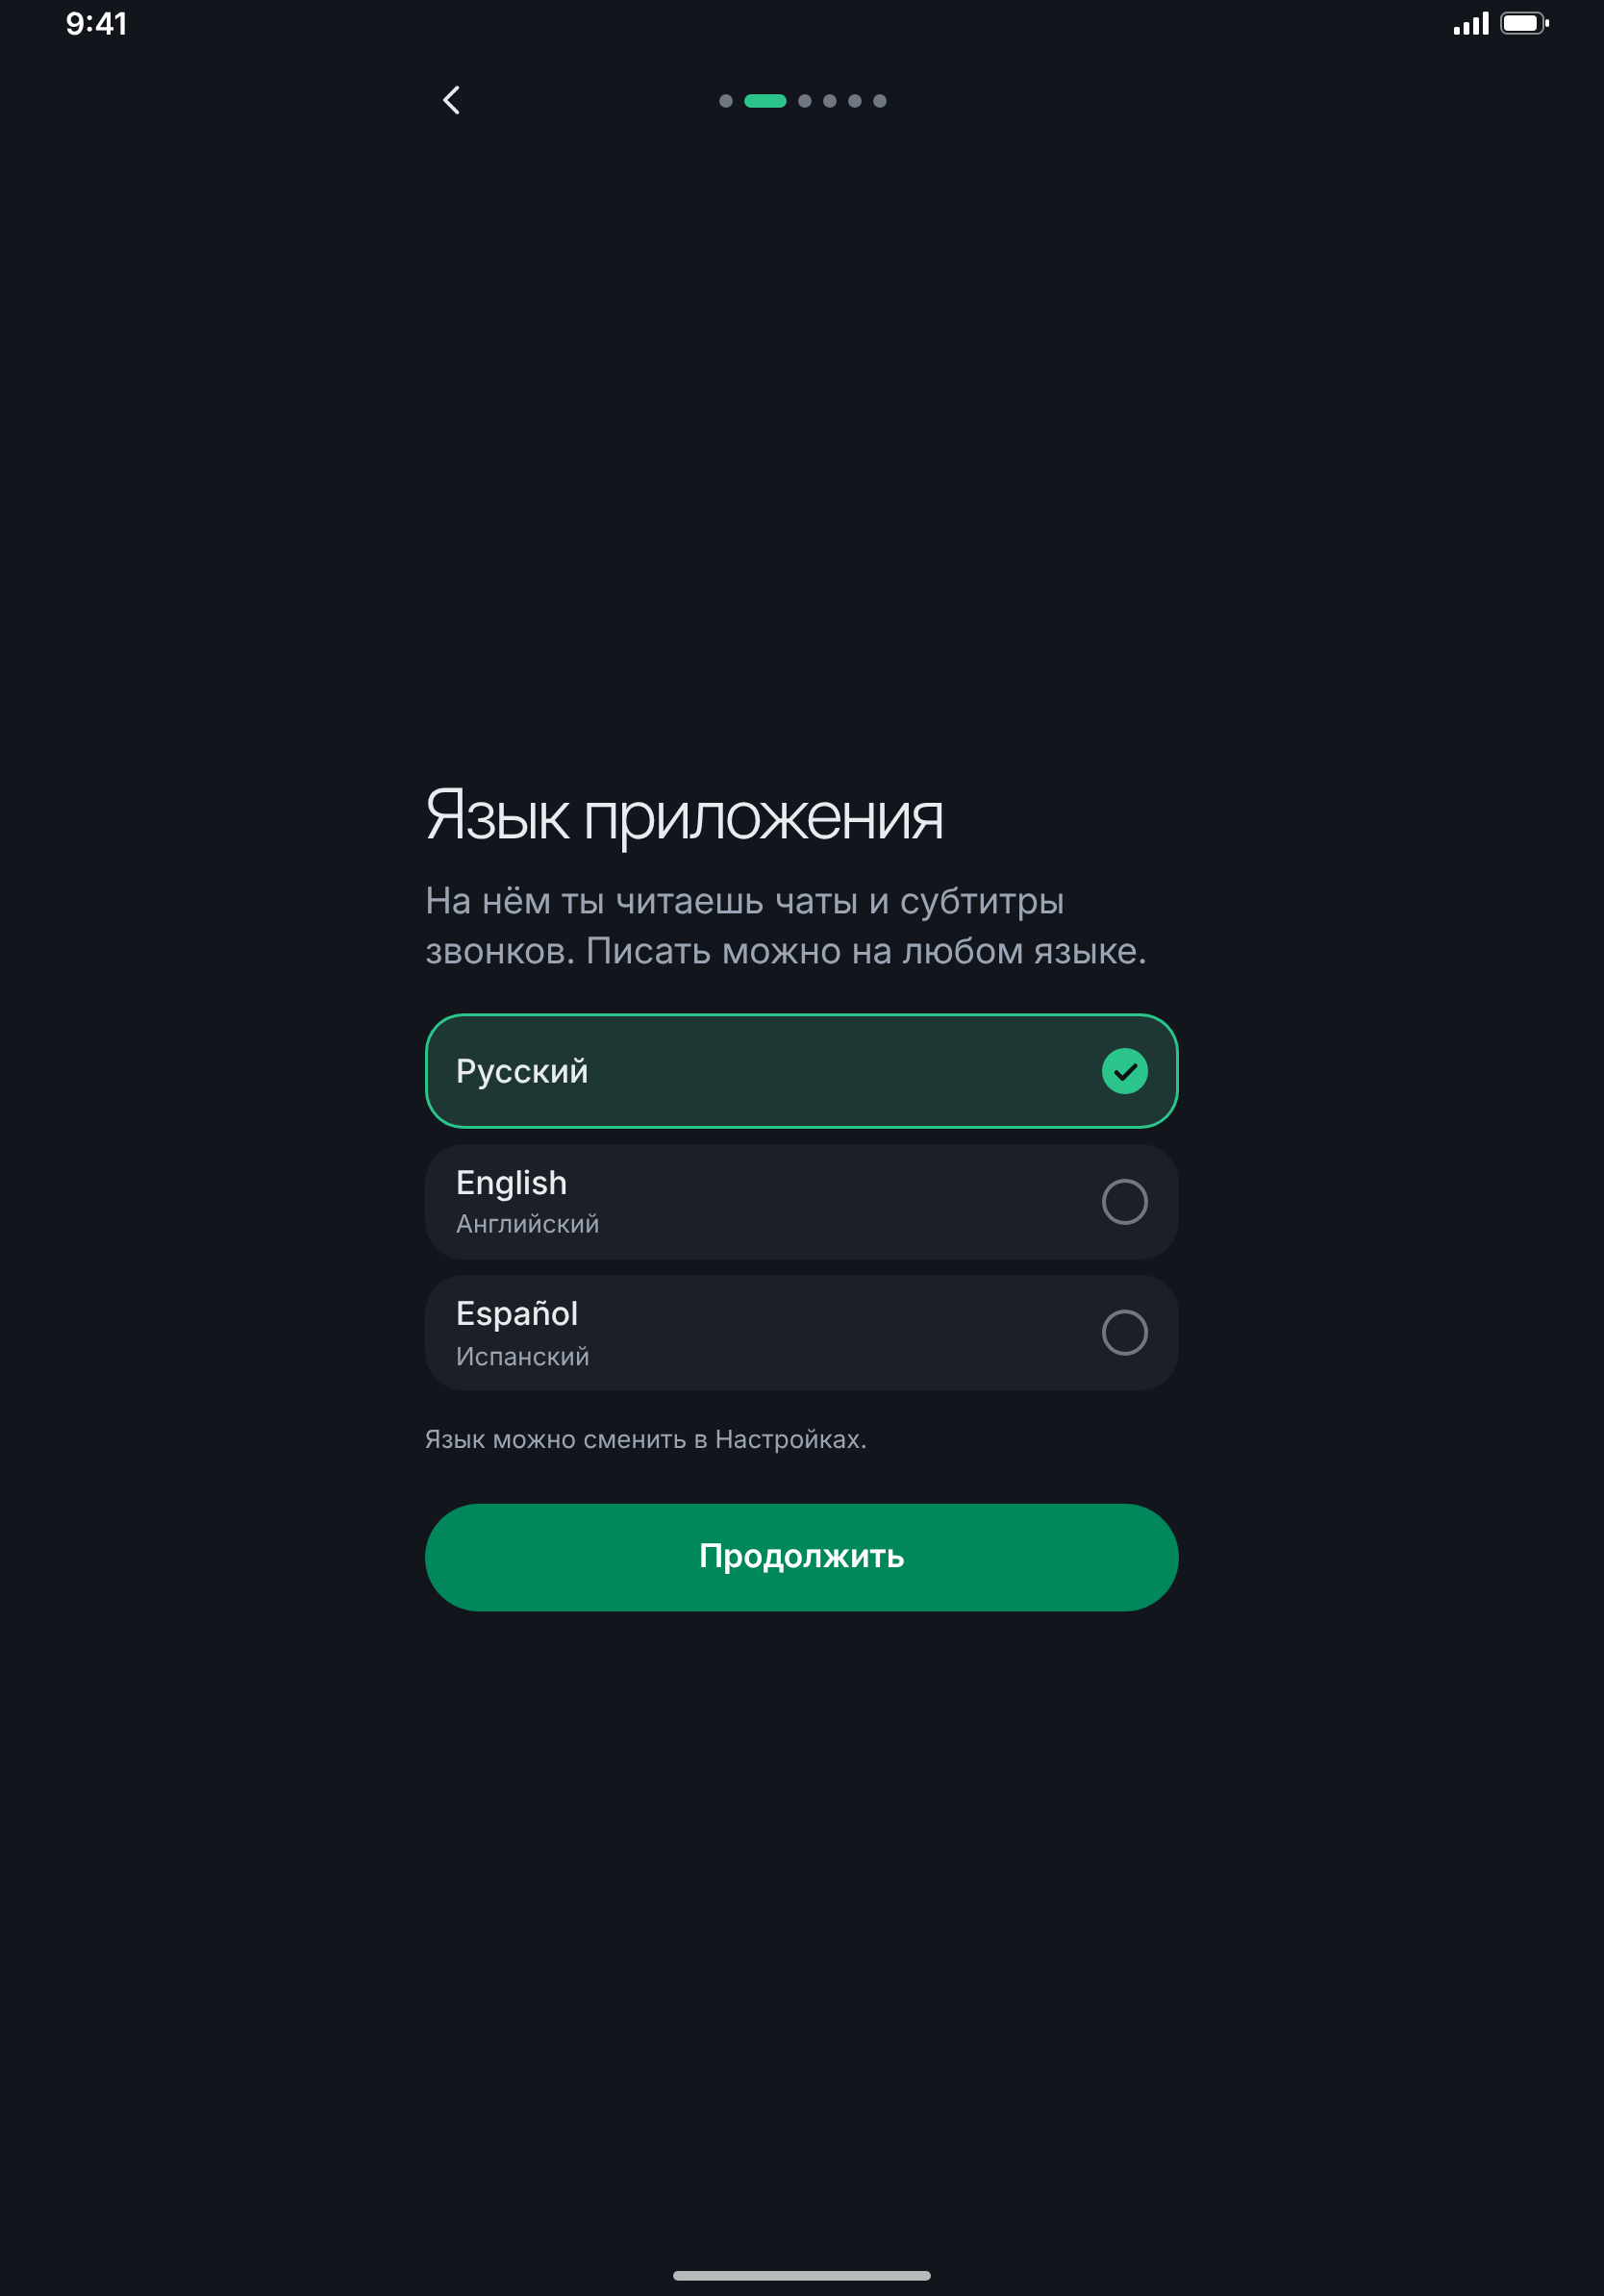 9:41
Язык приложения
На нём ты читаешь чаты и субтитры
звонков. Писать можно на любом языке.
Русский
English
Английский
Español
Испанский
Язык можно сменить в Настройках.
Продолжить